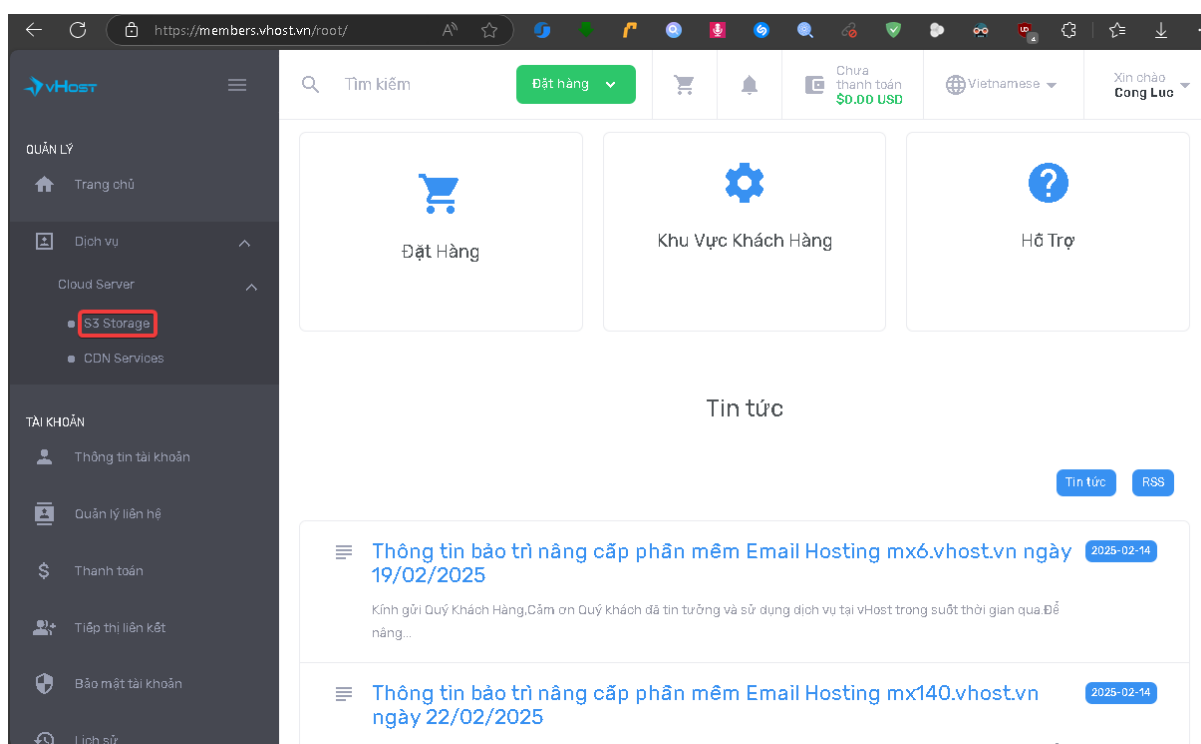 https://members.vhost.vn/root/
vHost
Tìm kiếm
Đặt hàng
Chưa
thanh toán
$0.00 USD
Vietnamese
Xin chào
Cong Luc
QUẢN LÝ
Trang chủ
Dịch vụ
Cloud Server
S3 Storage
CDN Services
TÀI KHOẢN
Thông tin tài khoản
Quản lý liên hệ
Thanh toán
Tiếp thị liên kết
Bảo mật tài khoản
Lịch sử
Đặt Hàng
Khu Vực Khách Hàng
Hỗ Trợ
Tin tức
Tin tức
RSS
Thông tin bảo trì nâng cấp phần mềm Email Hosting mx6.vhost.vn ngày
19/02/2025
2025-02-14
Kính gửi Quý Khách Hàng,Cảm ơn Quý khách đã tin tưởng và sử dụng dịch vụ tại vHost trong suốt thời gian qua.Để
nâng...
Thông tin bảo trì nâng cấp phần mềm Email Hosting mx140.vhost.vn
ngày 22/02/2025
2025-02-14